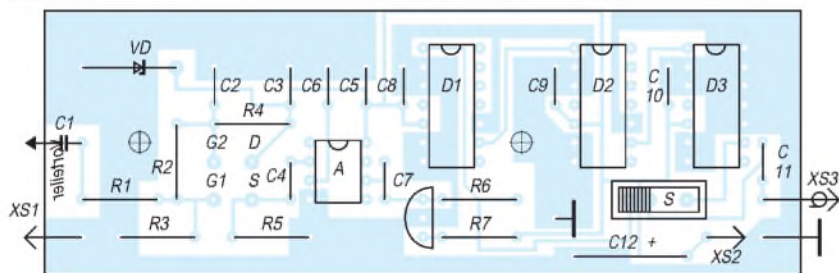 VD
C2
C3
C6
C5
C8
D1
C9
D2
C
10
D3
R4
C1
Vorteiler
R2
G2
D
G1
S
C4
A
C7
C
11
R1
R6
S
XS3
XS1
R3
R5
R7
C12 +
XS2